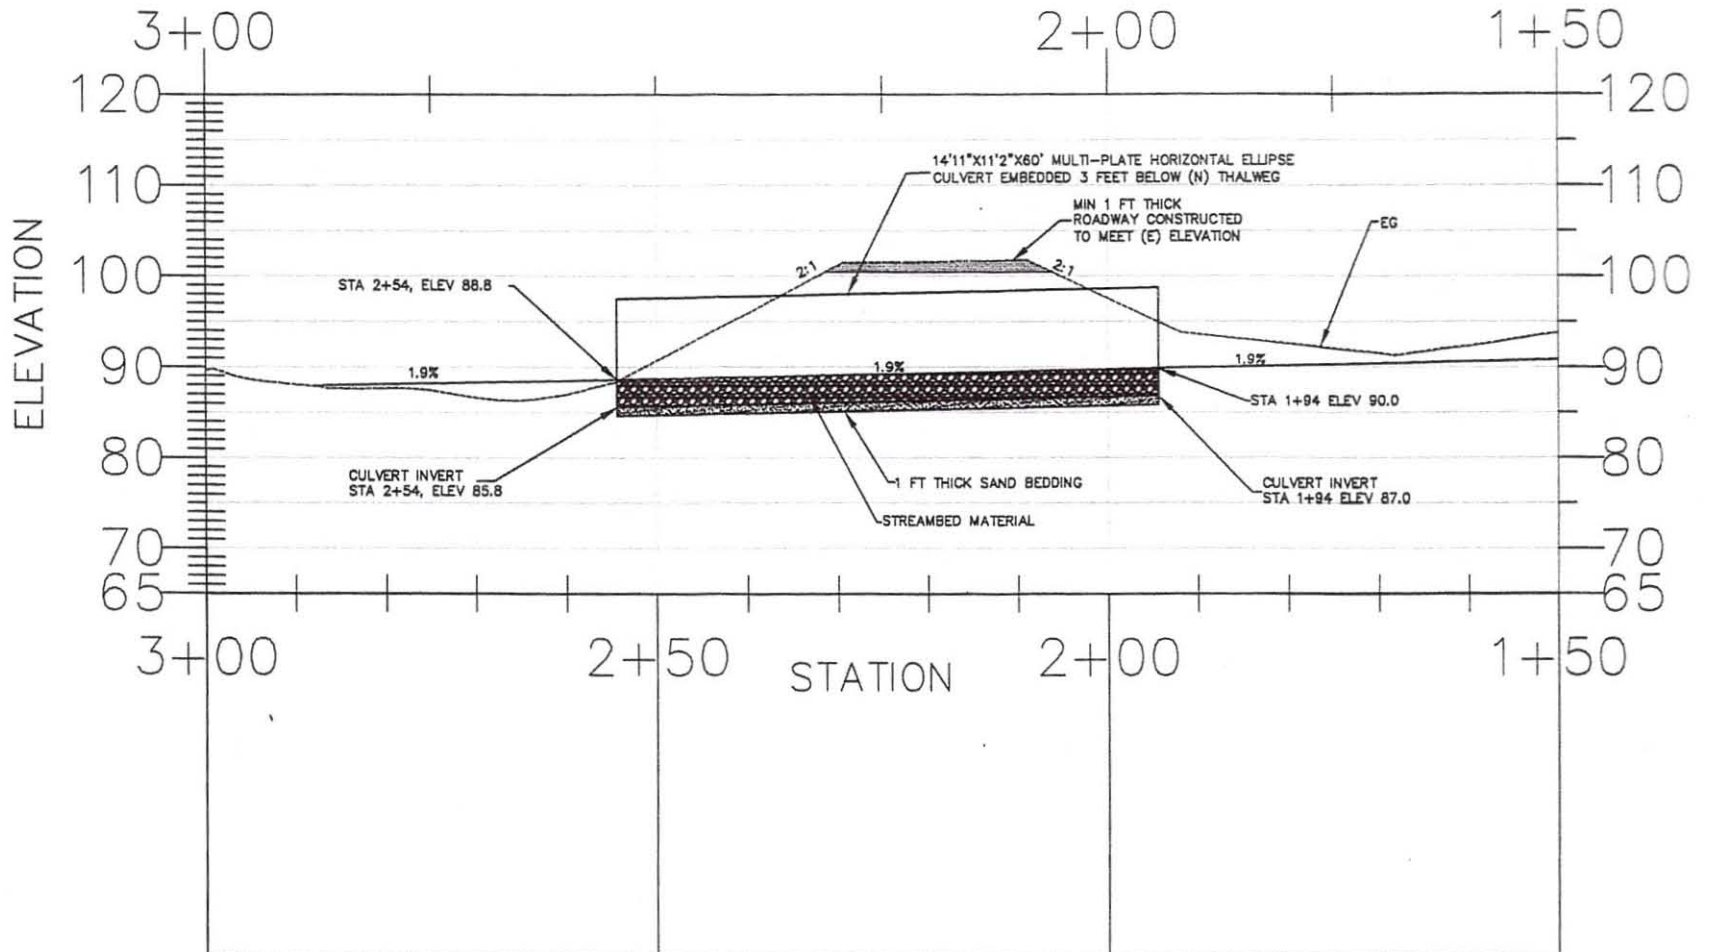 3+00
2+00
1+50
120
120
14'11"X11'2"X60' MULTI-PLATE HORIZONTAL ELLIPSE
CULVERT EMBEDDED 3 FEET BELOW (N) THALWEG
110
110
MIN 1 FT THICK
ROADWAY CONSTRUCTED
TO MEET (E) ELEVATION
EG
ELEVATION
100
2:1
2:1
100
STA 2+54, ELEV 88.8
90
1.9%
1.9%
1.9%
90
STA 1+94 ELEV 90.0
80
80
CULVERT INVERT
STA 2+54, ELEV 85.8
1 FT THICK SAND BEDDING
CULVERT INVERT
STA 1+94 ELEV 87.0
STREAMBED MATERIAL
70
70
65
65
3+00
2+50
STATION
2+00
1+50